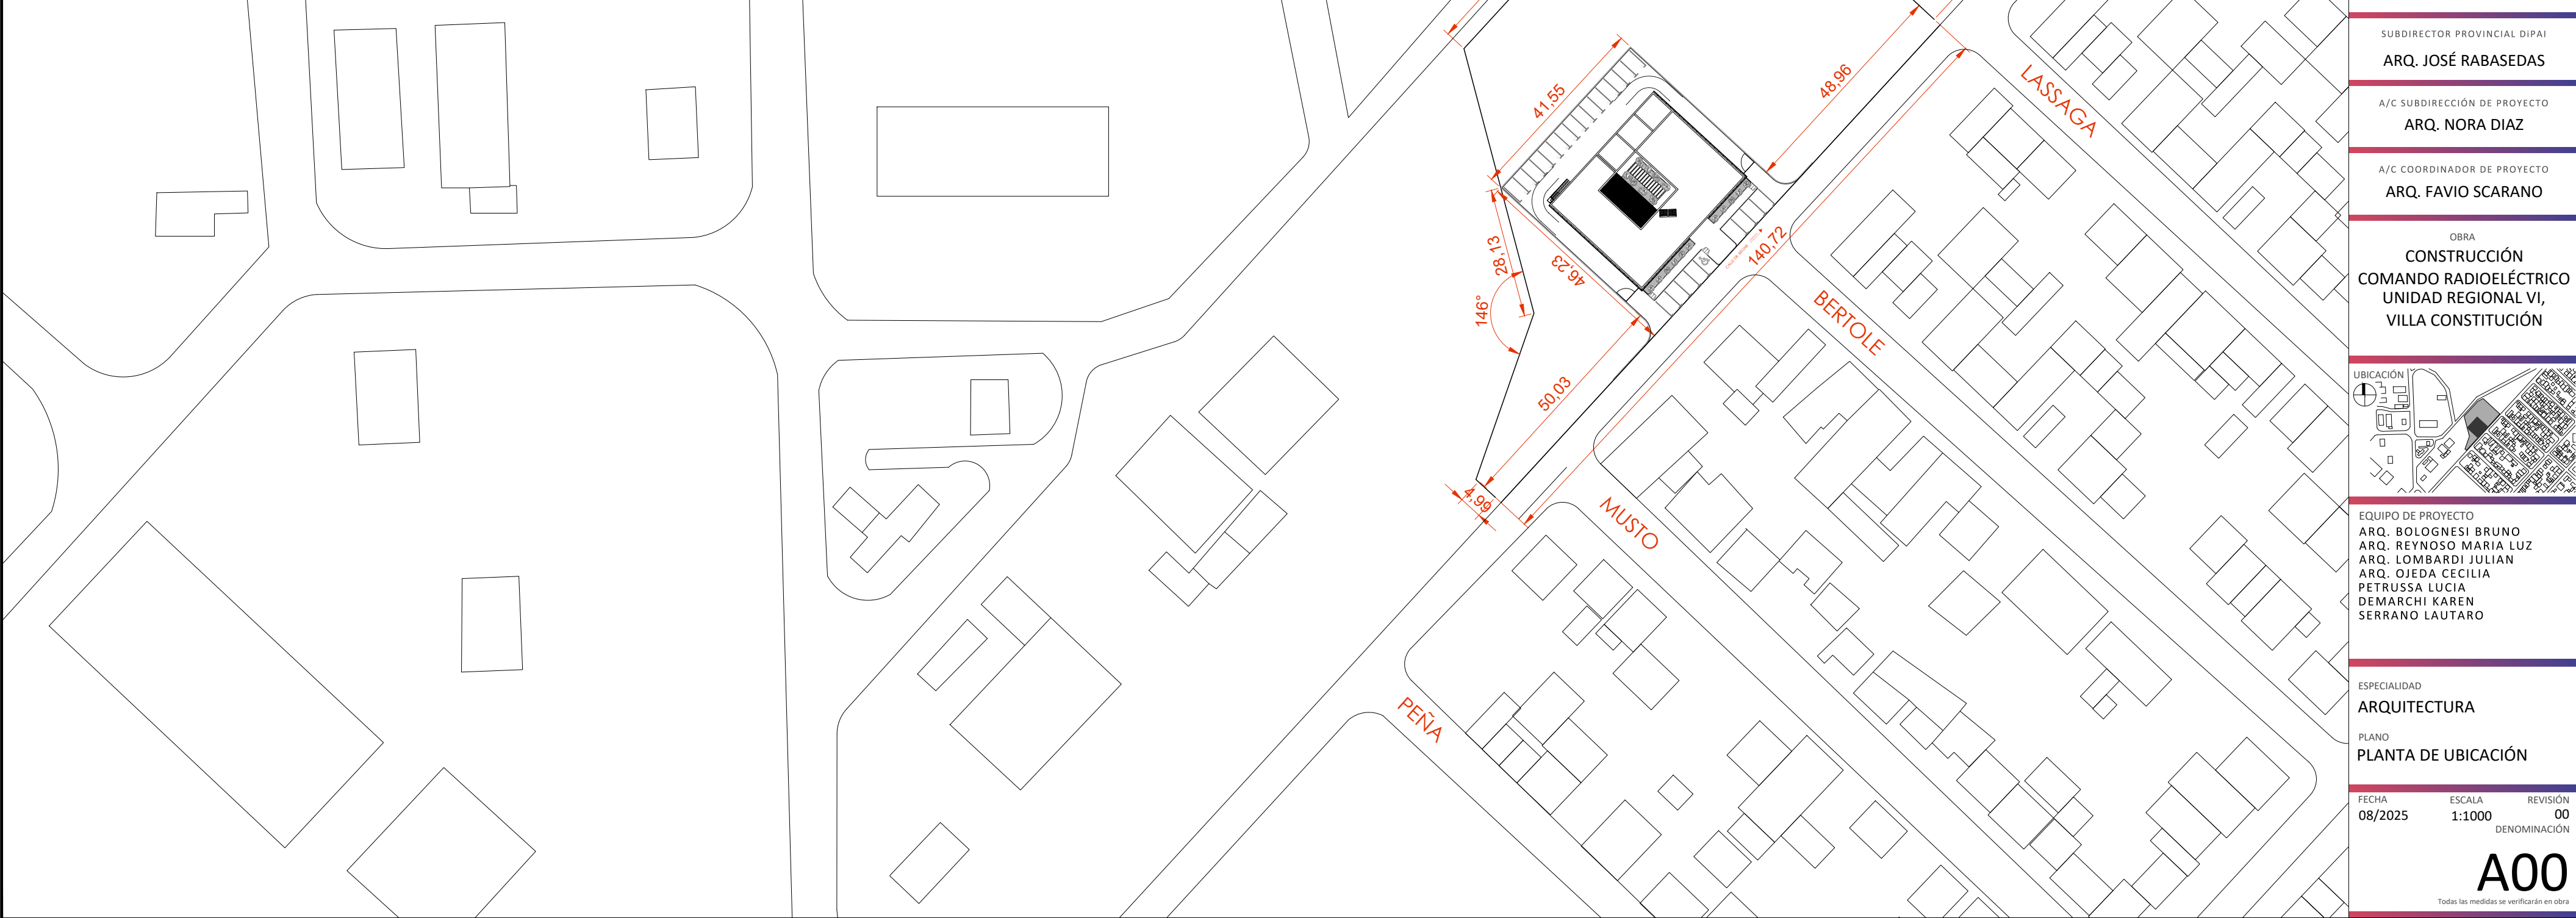 41,55
48,96
28,13
46,23
146°
140,72
50,03
4,99
LASSAGA
BERTOLE
MUSTO
PEÑA
SUBDIRECTOR PROVINCIAL DiPAI
ARQ. JOSÉ RABASEDAS
A/C SUBDIRECCIÓN DE PROYECTO
ARQ. NORA DIAZ
A/C COORDINADOR DE PROYECTO
ARQ. FAVIO SCARANO
OBRA
CONSTRUCCIÓN
COMANDO RADIOELÉCTRICO
UNIDAD REGIONAL VI,
VILLA CONSTITUCIÓN
UBICACIÓN
EQUIPO DE PROYECTO
ARQ. BOLOGNESI BRUNO
ARQ. REYNOSO MARIA LUZ
ARQ. LOMBARDI JULIAN
ARQ. OJEDA CECILIA
PETRUSSA LUCIA
DEMARCHI KAREN
SERRANO LAUTARO
ESPECIALIDAD
ARQUITECTURA
PLANO
PLANTA DE UBICACIÓN
FECHA ESCALA REVISIÓN
08/2025 1:1000 00
DENOMINACIÓN
A00
Todas las medidas se verificarán en obra